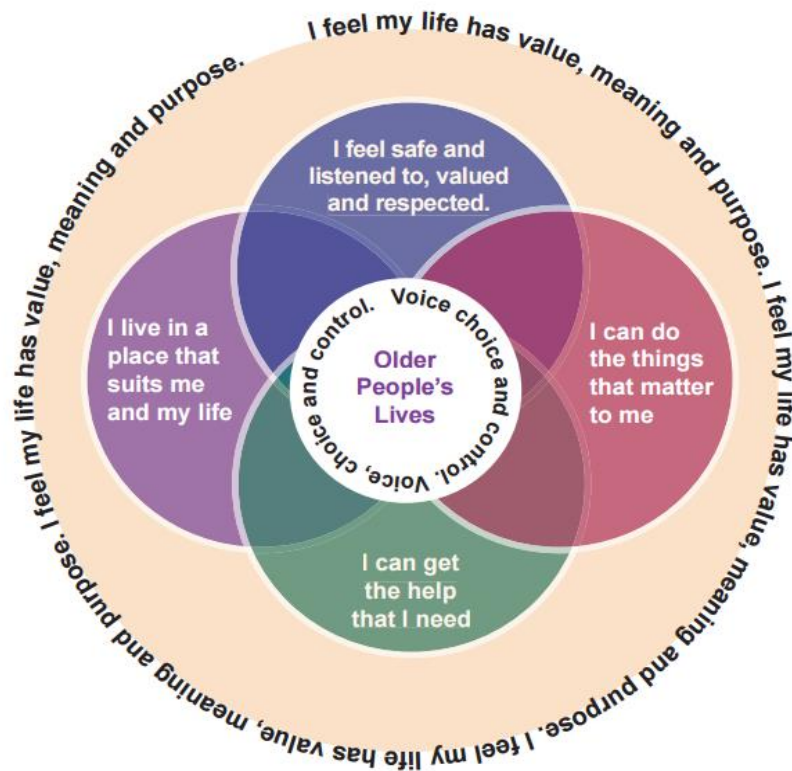 I feel my life has value, meaning and purpose. I feel my life has value, meaning and purpose. I feel my life has value, meaning and purpose. I feel my life has value, meaning and purpose.
I feel safe and
listened to, valued
and respected.
I live in a
place that
suits me
and my life
Voice choice and control. Voice, choice and control.
Older
People’s
Lives
I can do
the things
that matter
to me
I can get
the help
that I need